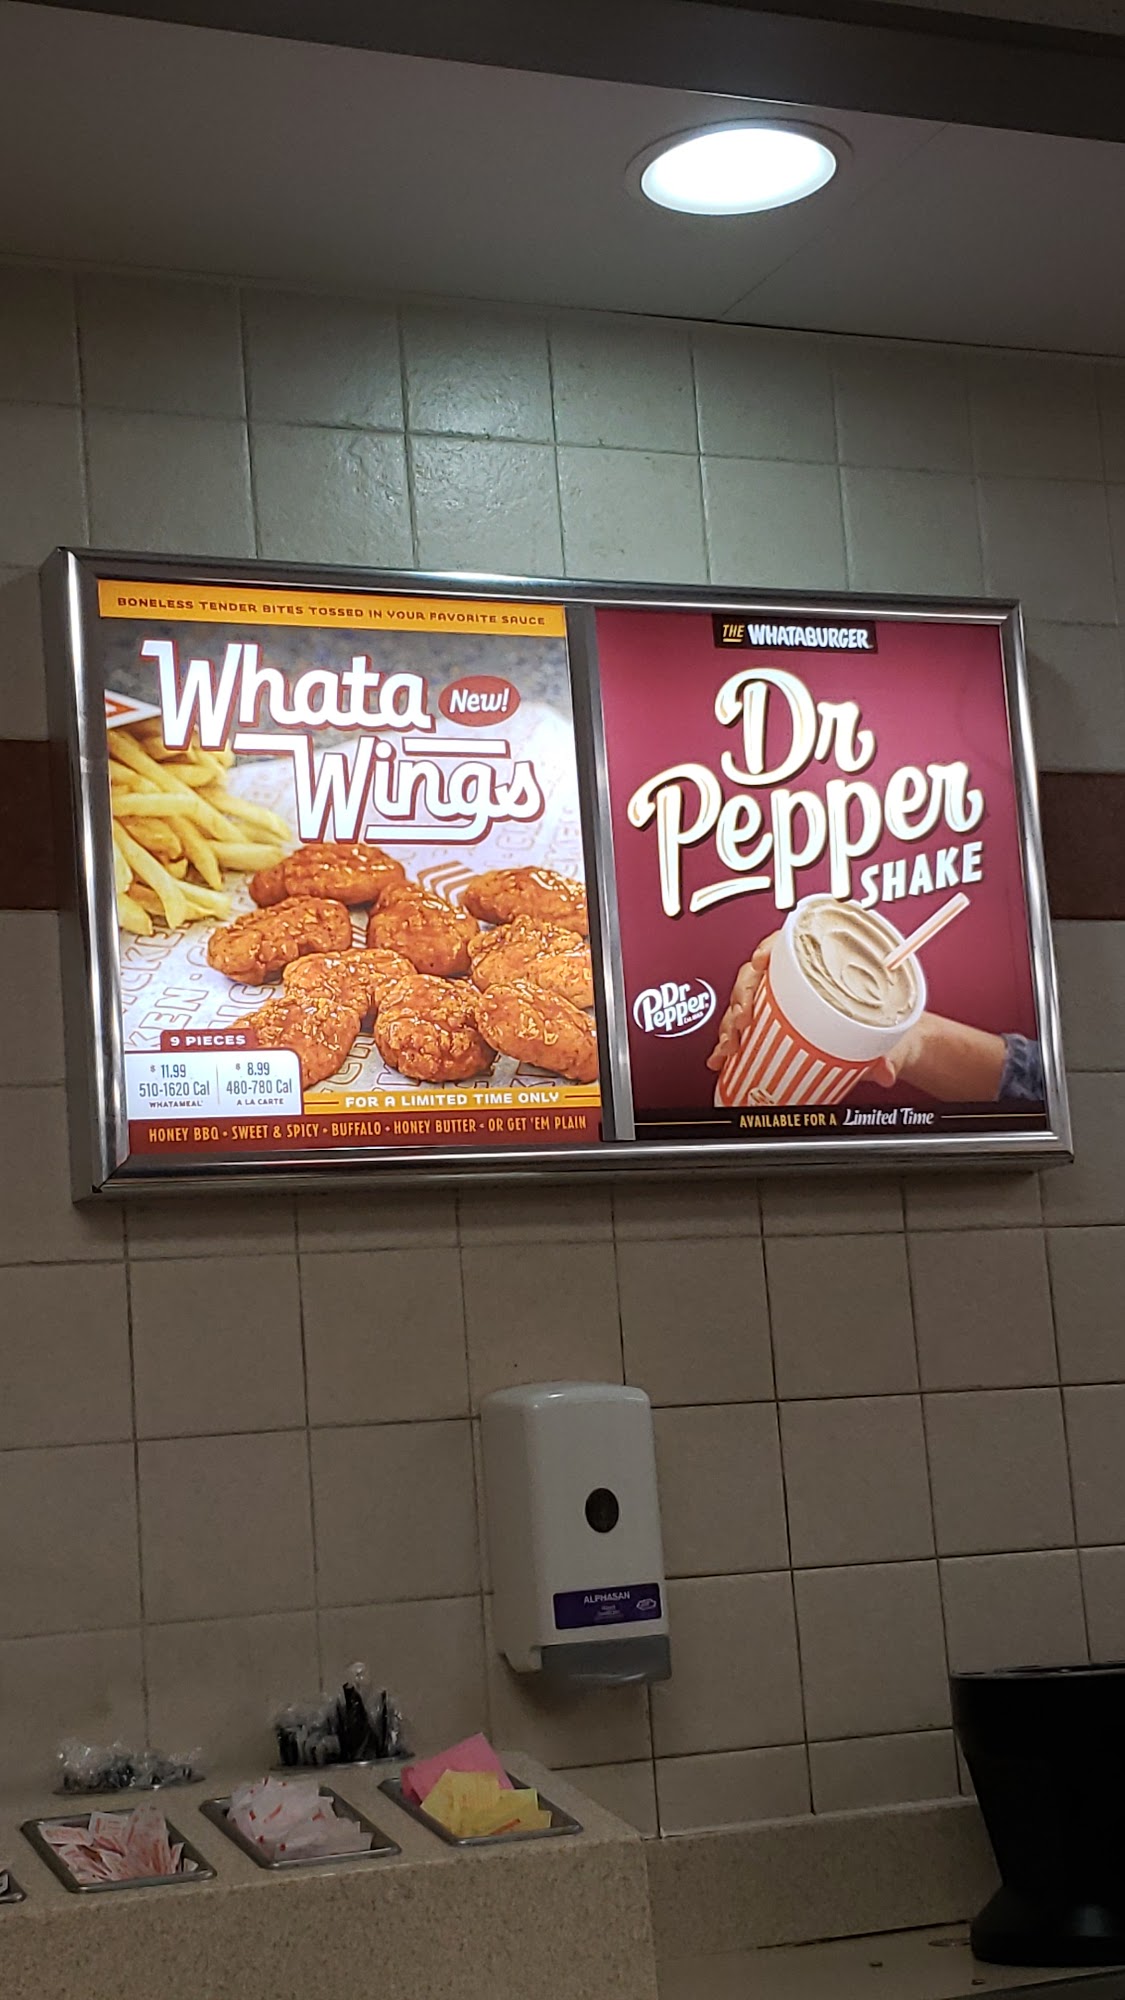 BONELESS TENDER BITES TOSSED IN YOUR FAVORITE SAUCE
Whata
New!
Wings
9 PIECES
$ 11.99
510-1620 Cal
WHATAMEAL
$ 8.99
480-780 Cal
A LA CARTE
FOR A LIMITED TIME ONLY
HONEY BBQ • SWEET & SPICY • BUFFALO • HONEY BUTTER • OR GET 'EM PLAIN
THE WHATABURGER
Dr
Pepper
SHAKE
Dr
Pepper
AVAILABLE FOR A Limited Time
ALPHASAN